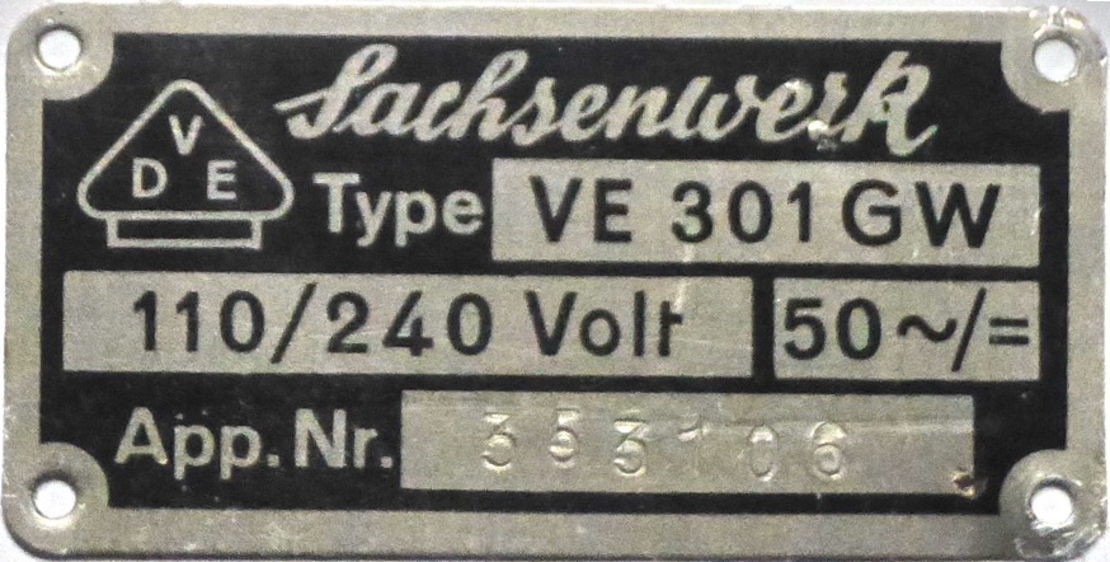 Sachsenwerk
V
D E
Type VE 301 GW
110/240 Volt 50~/=
App. Nr. 353106